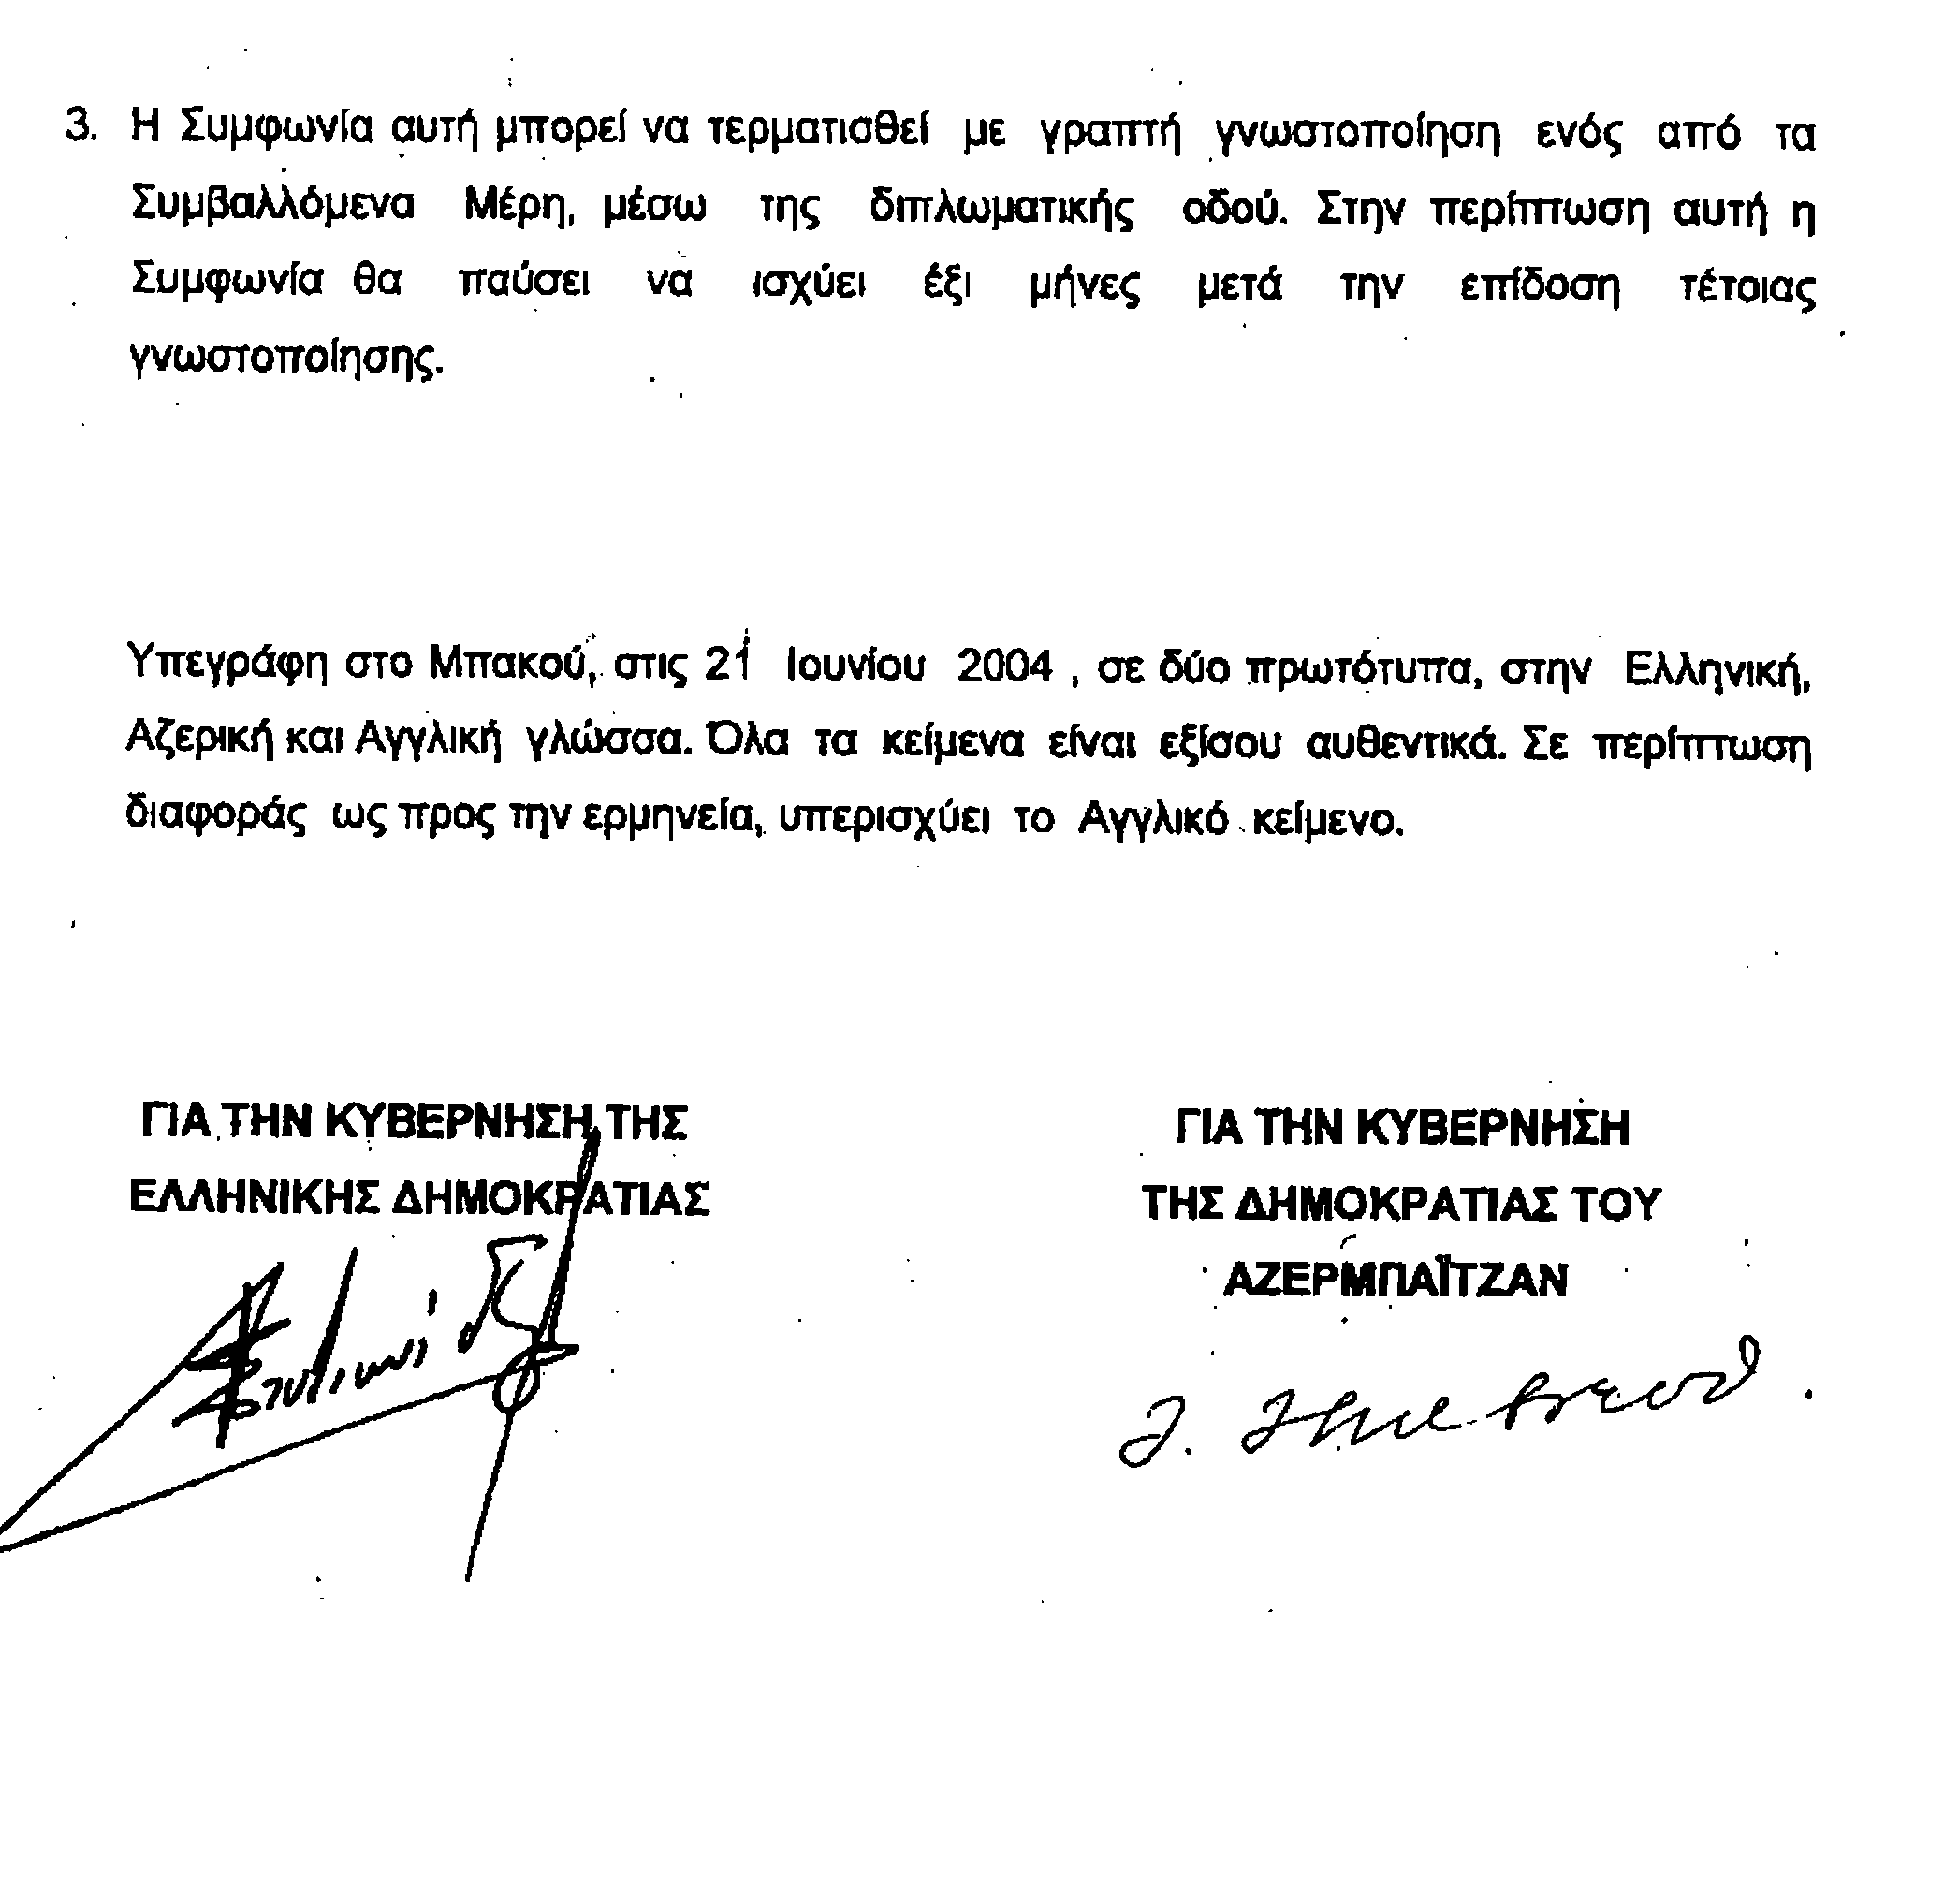 3. Η Συμφωνία αυτή μπορεί να τερματισθεί με γραπτή γνωστοποίηση ενός από τα
Συμβαλλόμενα Μέρη, μέσω της διπλωματικής οδού. Στην περίπτωση αυτή η
Συμφωνία θα παύσει να ισχύει έξι μήνες μετά την επίδοση τέτοιας
γνωστοποίησης.
Υπεγράφη στο Μπακού, στις 21 Ιουνίου 2004 , σε δύο πρωτότυπα, στην Ελληνική,
Αζερική και Αγγλική γλώσσα. Όλα τα κείμενα είναι εξίσου αυθεντικά. Σε περίπτωση
διαφοράς ως προς την ερμηνεία, υπερισχύει το Αγγλικό κείμενο.
ΓΙΑ ΤΗΝ ΚΥΒΕΡΝΗΣΗ ΤΗΣ
ΕΛΛΗΝΙΚΗΣ ΔΗΜΟΚΡΑΤΙΑΣ
ΓΙΑ ΤΗΝ ΚΥΒΕΡΝΗΣΗ
ΤΗΣ ΔΗΜΟΚΡΑΤΙΑΣ ΤΟΥ
ΑΖΕΡΜΠΑΪΤΖΑΝ